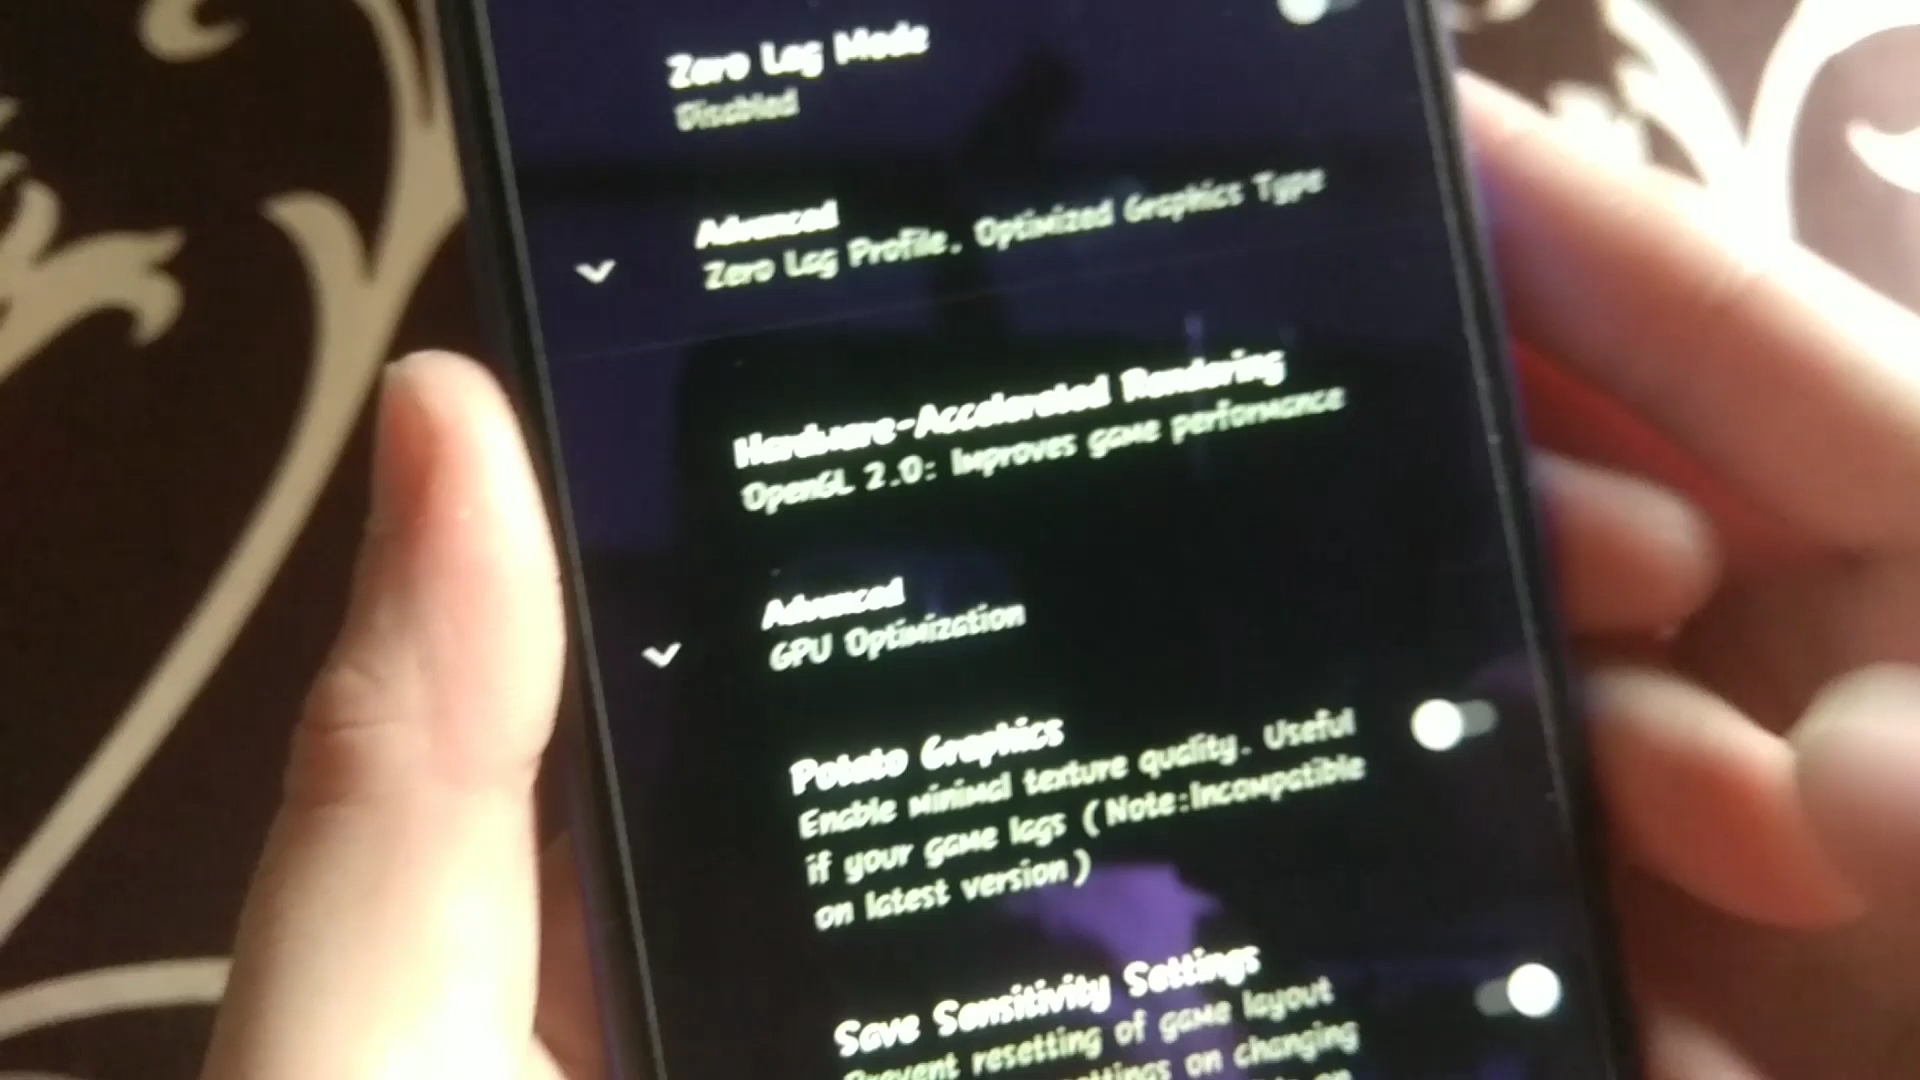 Zero Lag Mode
Disabled
Advanced
Zero Lag Profile, Optimized Graphics Type
Hardware-Accelerated Rendering
OpenGL 2.0: Improves game performance
Advanced
GPU Optimization
Potato Graphics
Enable minimal texture quality. Useful
if your game lags (Note:Incompatible
on latest version)
Save Sensitivity Settings
Prevent resetting of game layout
settings on changing